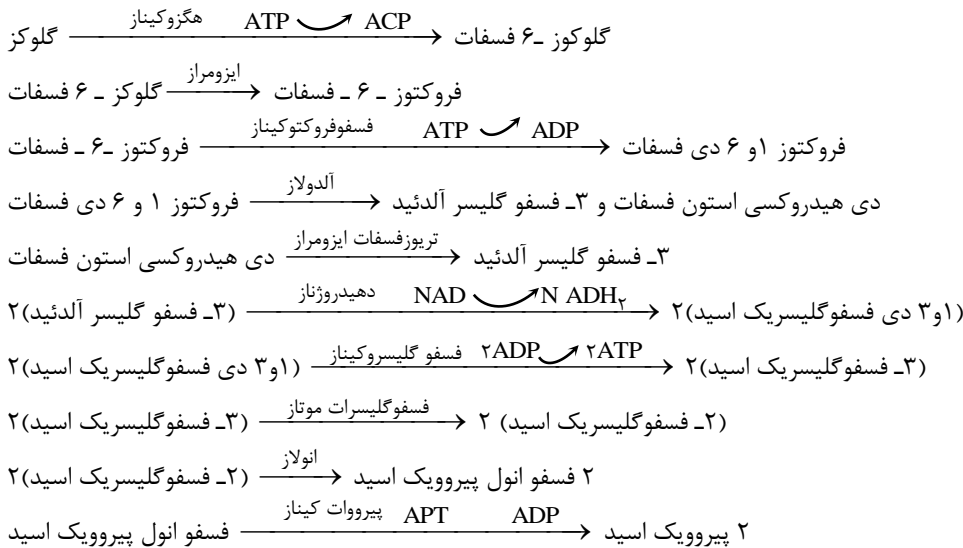 گلوکز ⟶ هگزوکیناز ATP ACP گلوکوز ـ۶ فسفات
گلوکز ـ ۶ فسفات ⟶ ایزومراز فروکتوز ـ ۶ ـ فسفات
فروکتوز ـ۶ ـ فسفات ⟶ فسفوفروکتوکیناز ATP ADP فروکتوز ۱و ۶ دی فسفات
فروکتوز ۱ و ۶ دی فسفات ⟶ آلدولاز دی هیدروکسی استون فسفات و ۳ـ فسفو گلیسر آلدئید
دی هیدروکسی استون فسفات ⟶ تریوزفسفات ایزومراز ۳ـ فسفو گلیسر آلدئید
۲(۳ـ فسفو گلیسر آلدئید) ⟶ دهیدروژناز NAD N ADH۲ ۲(۱و۳ دی فسفوگلیسریک اسید)
۲(۱و۳ دی فسفوگلیسریک اسید) ⟶ فسفو گلیسروکیناز ۲ADP ۲ATP ۲(۳ـ فسفوگلیسریک اسید)
۲(۳ـ فسفوگلیسریک اسید) ⟶ فسفوگلیسرات موتاز ۲ (۲ـ فسفوگلیسریک اسید)
۲(۲ـ فسفوگلیسریک اسید) ⟶ انولاز ۲ فسفو انول پیروویک اسید
فسفو انول پیروویک اسید ⟶ پیرووات کیناز APT ADP ۲ پیروویک اسید